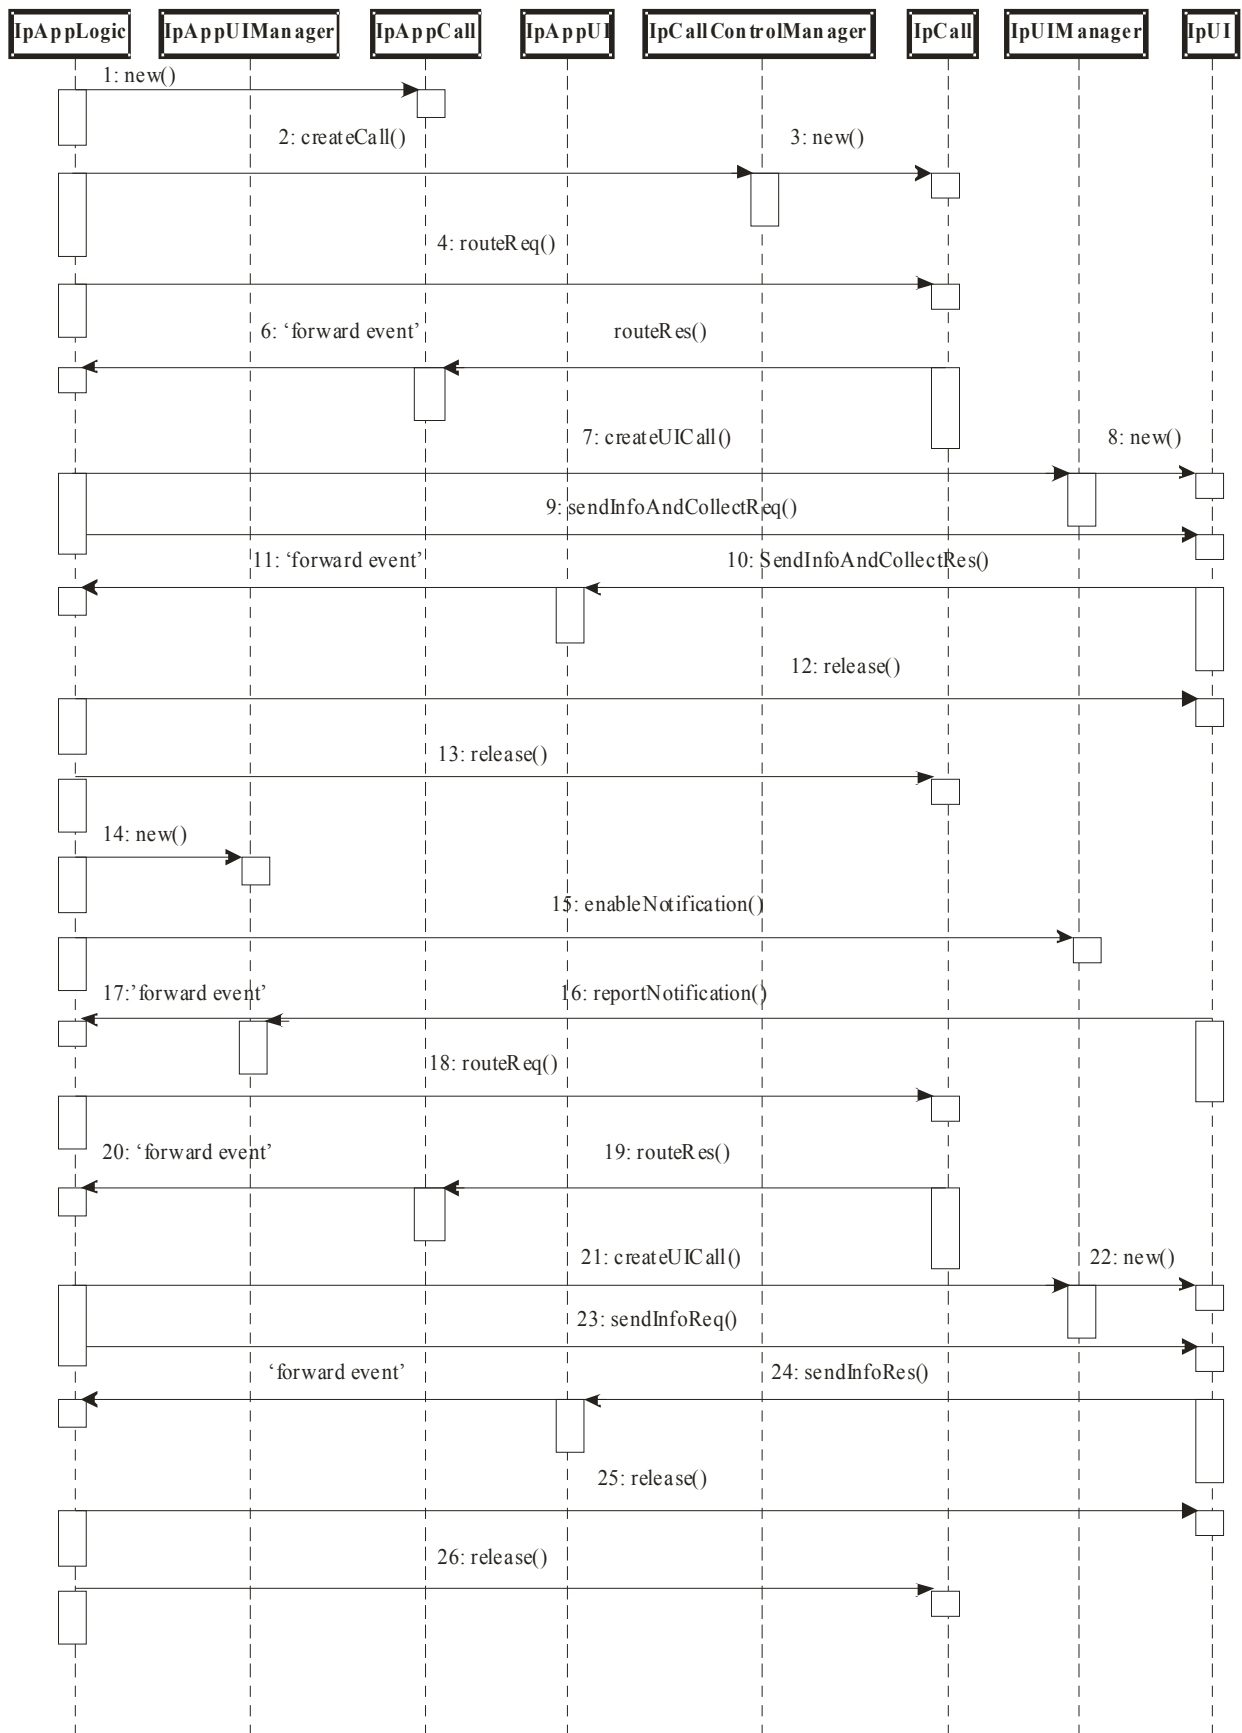 IpAppLogic IpAppUIManager IpAppCall IpAppUI IpCallControlManager IpCall IpUIManager IpUI
1: new()
2: createCall() 3: new()
4: routeReq()
6: ‘forward event’ routeRes()
7: createUICall() 8: new()
9: sendInfoAndCollectReq()
11: ‘forward event’ 10: SendInfoAndCollectRes()
12: release()
13: release()
14: new()
15: enableNotification()
17:’forward event’ 16: reportNotification()
18: routeReq()
20: ‘forward event’ 19: routeRes()
21: createUICall() 22: new()
23: sendInfoReq()
‘forward event’ 24: sendInfoRes()
25: release()
26: release()